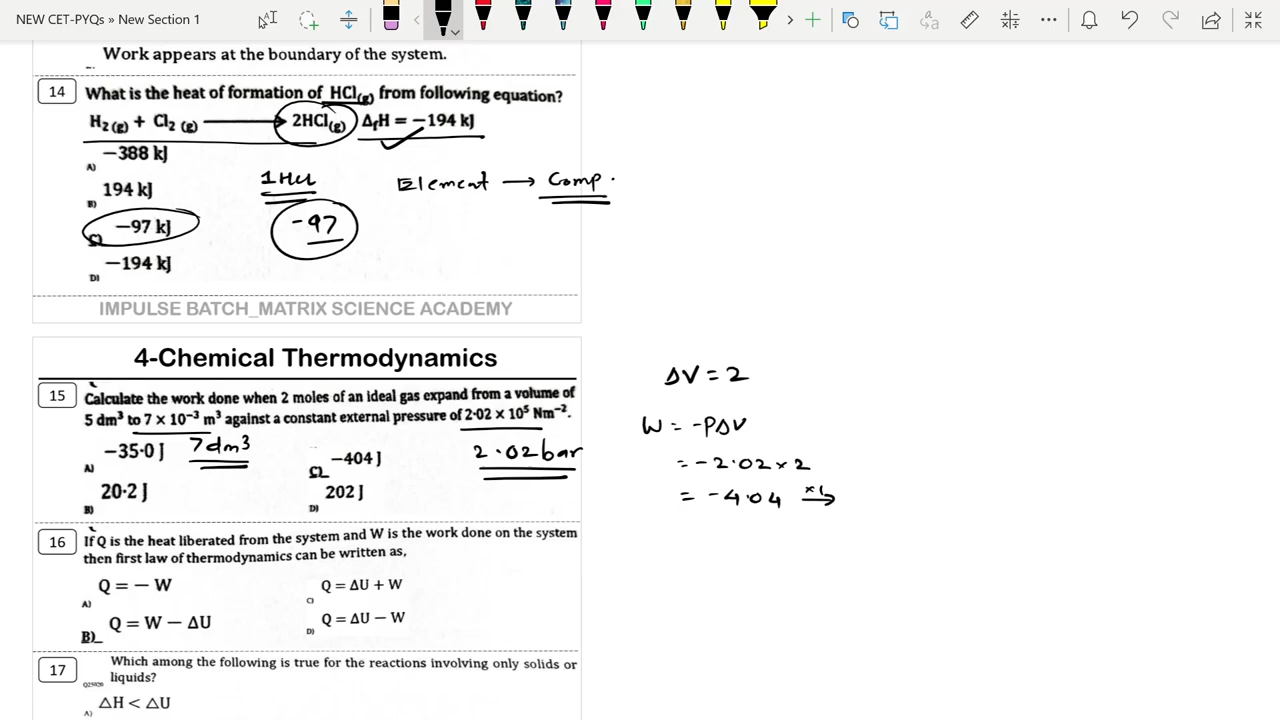 NEW CET-PYQs » New Section 1
Work appears at the boundary of the system.
14 What is the heat of formation of HCl(g) from following equation?
H2 (g) + Cl2 (g) ⟶ 2HCl(g) ΔfH = −194 kJ
A) −388 kJ
B) 194 kJ
C) −97 kJ
D) −194 kJ
1 HCl
-97
Element → Comp.
IMPULSE BATCH_MATRIX SCIENCE ACADEMY
4-Chemical Thermodynamics
15 Calculate the work done when 2 moles of an ideal gas expand from a volume of
5 dm³ to 7 × 10⁻³ m³ against a constant external pressure of 2·02 × 10⁵ Nm⁻².
A) −35·0 J
7dm³
C) −404 J
2.02 bar
B) 20·2 J
D) 202 J
ΔV = 2
W = -PΔV
= -2.02 × 2
= -4.04 ×1→
16 If Q is the heat liberated from the system and W is the work done on the system
then first law of thermodynamics can be written as,
A) Q = − W
C) Q = ΔU + W
B) Q = W − ΔU
D) Q = ΔU − W
17 Which among the following is true for the reactions involving only solids or
liquids?
A) △H < △U